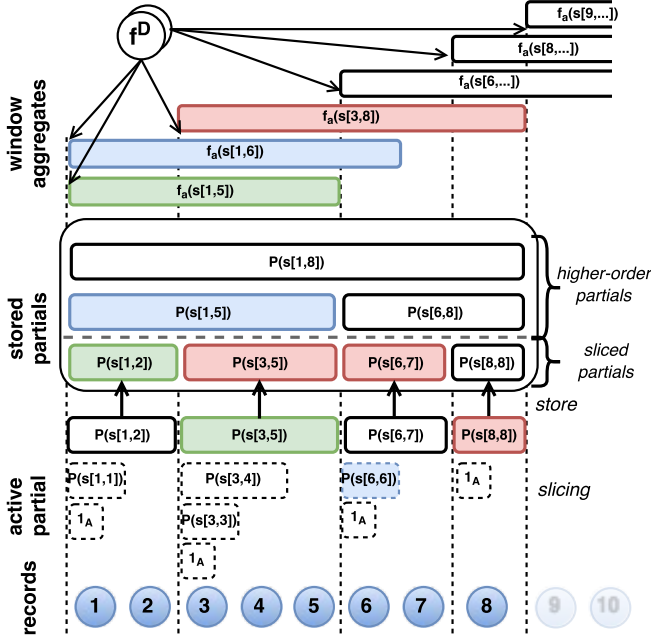 f^D
f_a(s[9,...])
f_a(s[8,...])
f_a(s[6,...])
f_a(s[3,8])
f_a(s[1,6])
f_a(s[1,5])
window
aggregates
P(s[1,8])
P(s[1,5])
P(s[6,8])
higher-order
partials
stored
partials
P(s[1,2])
P(s[3,5])
P(s[6,7])
P(s[8,8])
sliced
partials
store
P(s[1,2])
P(s[3,5])
P(s[6,7])
P(s[8,8])
active
partial
P(s[1,1])
P(s[3,4])
P(s[6,6])
1_A
slicing
1_A
P(s[3,3])
1_A
1_A
records
1 2 3 4 5 6 7 8 9 10